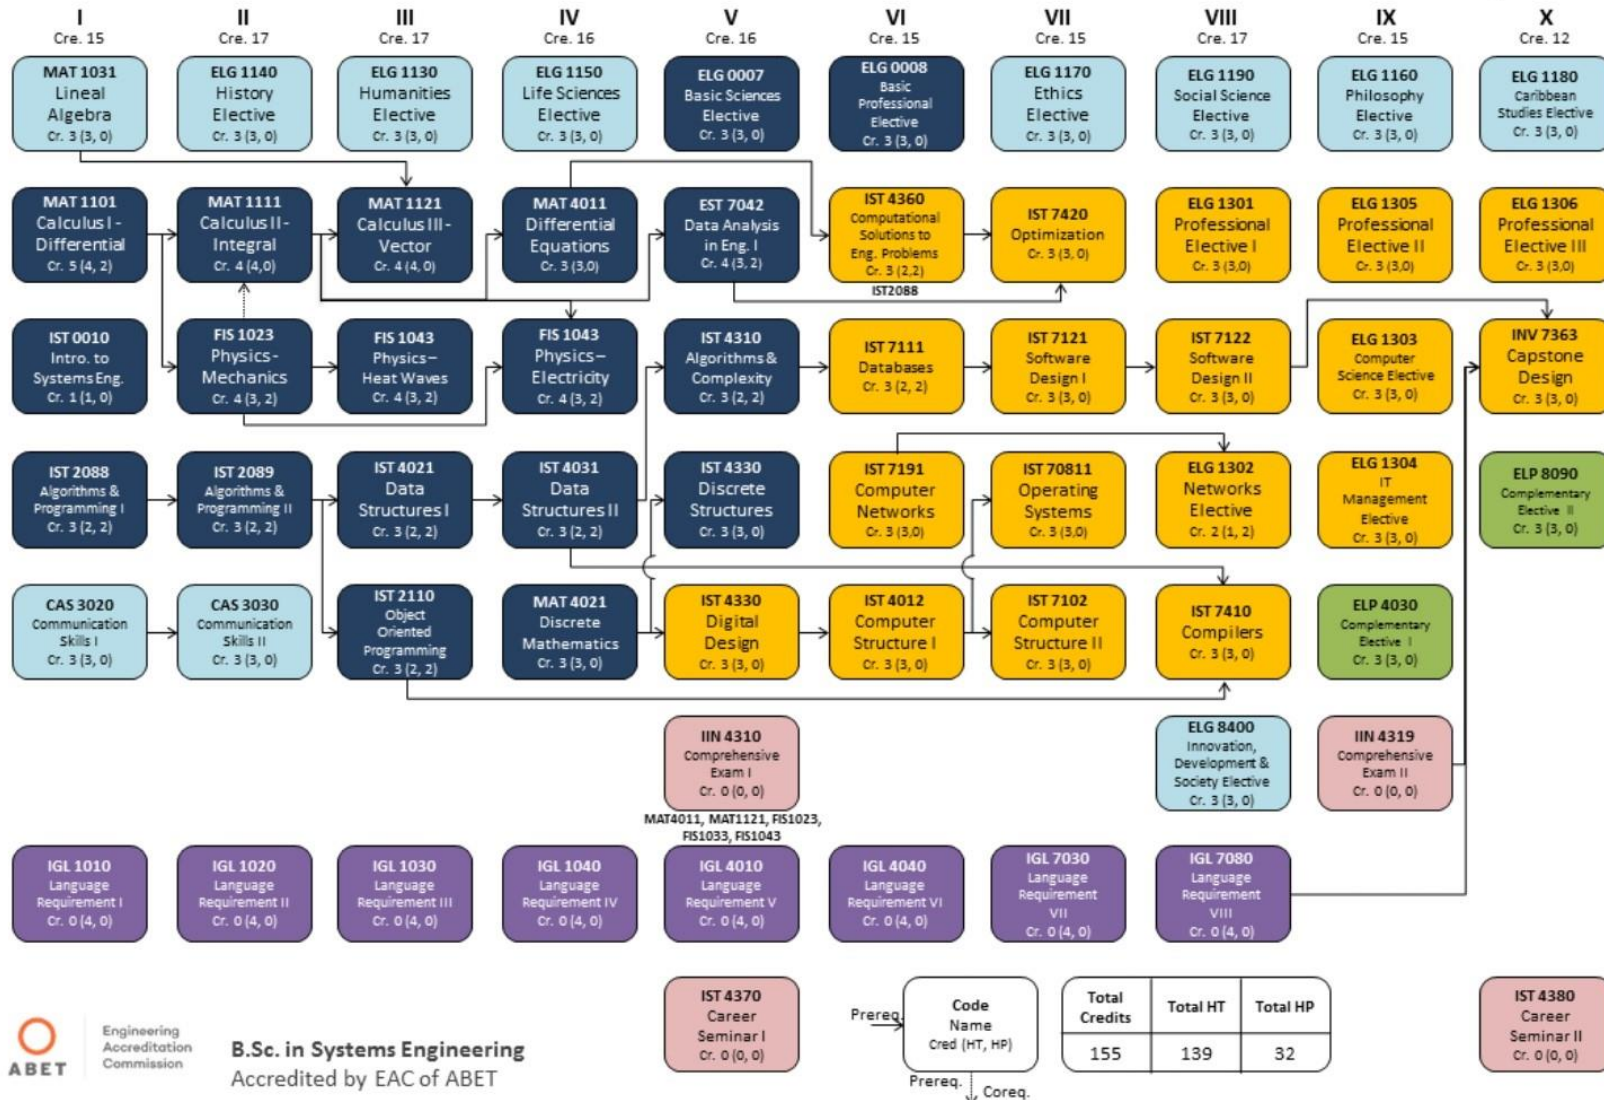 I
Cre. 15
II
Cre. 17
III
Cre. 17
IV
Cre. 16
V
Cre. 16
VI
Cre. 15
VII
Cre. 15
VIII
Cre. 17
IX
Cre. 15
X
Cre. 12
MAT 1031
Lineal
Algebra
Cr. 3 (3, 0)
ELG 1140
History
Elective
Cr. 3 (3, 0)
ELG 1130
Humanities
Elective
Cr. 3 (3, 0)
ELG 1150
Life Sciences
Elective
Cr. 3 (3, 0)
ELG 0007
Basic Sciences
Elective
Cr. 3 (3, 0)
ELG 0008
Basic
Professional
Elective
Cr. 3 (3, 0)
ELG 1170
Ethics
Elective
Cr. 3 (3, 0)
ELG 1190
Social Science
Elective
Cr. 3 (3, 0)
ELG 1160
Philosophy
Elective
Cr. 3 (3, 0)
ELG 1180
Caribbean
Studies Elective
Cr. 3 (3, 0)
MAT 1101
Calculus I -
Differential
Cr. 5 (4, 2)
MAT 1111
Calculus II -
Integral
Cr. 4 (4,0)
MAT 1121
Calculus III -
Vector
Cr. 4 (4, 0)
MAT 4011
Differential
Equations
Cr. 3 (3,0)
EST 7042
Data Analysis
in Eng. I
Cr. 4 (3, 2)
IST 4360
Computational
Solutions to
Eng. Problems
Cr. 3 (2,2)
IST2088
IST 7420
Optimization
Cr. 3 (3, 0)
ELG 1301
Professional
Elective I
Cr. 3 (3,0)
ELG 1305
Professional
Elective II
Cr. 3 (3,0)
ELG 1306
Professional
Elective III
Cr. 3 (3,0)
IST 0010
Intro. to
Systems Eng.
Cr. 1 (1, 0)
FIS 1023
Physics-
Mechanics
Cr. 4 (3, 2)
FIS 1043
Physics –
Heat Waves
Cr. 4 (3, 2)
FIS 1043
Physics –
Electricity
Cr. 4 (3, 2)
IST 4310
Algorithms &
Complexity
Cr. 3 (2, 2)
IST 7111
Databases
Cr. 3 (2, 2)
IST 7121
Software
Design I
Cr. 3 (3, 0)
IST 7122
Software
Design II
Cr. 3 (3, 0)
ELG 1303
Computer
Science Elective
Cr. 3 (3, 0)
INV 7363
Capstone
Design
Cr. 3 (3, 0)
IST 2088
Algorithms &
Programming I
Cr. 3 (2, 2)
IST 2089
Algorithms &
Programming II
Cr. 3 (2, 2)
IST 4021
Data
Structures I
Cr. 3 (2, 2)
IST 4031
Data
Structures II
Cr. 3 (2, 2)
IST 4330
Discrete
Structures
Cr. 3 (3, 0)
IST 7191
Computer
Networks
Cr. 3 (3,0)
IST 70811
Operating
Systems
Cr. 3 (3,0)
ELG 1302
Networks
Elective
Cr. 2 (1, 2)
ELG 1304
IT
Management
Elective
Cr. 3 (3, 0)
ELP 8090
Complementary
Elective II
Cr. 3 (3, 0)
CAS 3020
Communication
Skills I
Cr. 3 (3, 0)
CAS 3030
Communication
Skills II
Cr. 3 (3, 0)
IST 2110
Object
Oriented
Programming
Cr. 3 (2, 2)
MAT 4021
Discrete
Mathematics
Cr. 3 (3, 0)
IST 4330
Digital
Design
Cr. 3 (3, 0)
IST 4012
Computer
Structure I
Cr. 3 (3, 0)
IST 7102
Computer
Structure II
Cr. 3 (3, 0)
IST 7410
Compilers
Cr. 3 (3, 0)
ELP 4030
Complementary
Elective I
Cr. 3 (3, 0)
IIN 4310
Comprehensive
Exam I
Cr. 0 (0, 0)
MAT4011, MAT1121, FIS1023,
FIS1033, FIS1043
ELG 8400
Innovation,
Development &
Society Elective
Cr. 3 (3, 0)
IIN 4319
Comprehensive
Exam II
Cr. 0 (0, 0)
IGL 1010
Language
Requirement I
Cr. 0 (4, 0)
IGL 1020
Language
Requirement II
Cr. 0 (4, 0)
IGL 1030
Language
Requirement III
Cr. 0 (4, 0)
IGL 1040
Language
Requirement IV
Cr. 0 (4, 0)
IGL 4010
Language
Requirement V
Cr. 0 (4, 0)
IGL 4040
Language
Requirement VI
Cr. 0 (4, 0)
IGL 7030
Language
Requirement
VII
Cr. 0 (4, 0)
IGL 7080
Language
Requirement
VIII
Cr. 0 (4, 0)
IST 4370
Career
Seminar I
Cr. 0 (0, 0)
Prereq.
Code
Name
Cred (HT, HP)
Prereq.
Coreq.
Total Credits
Total HT
Total HP
155
139
32
IST 4380
Career
Seminar II
Cr. 0 (0, 0)
ABET
Engineering
Accreditation
Commission
B.Sc. in Systems Engineering
Accredited by EAC of ABET